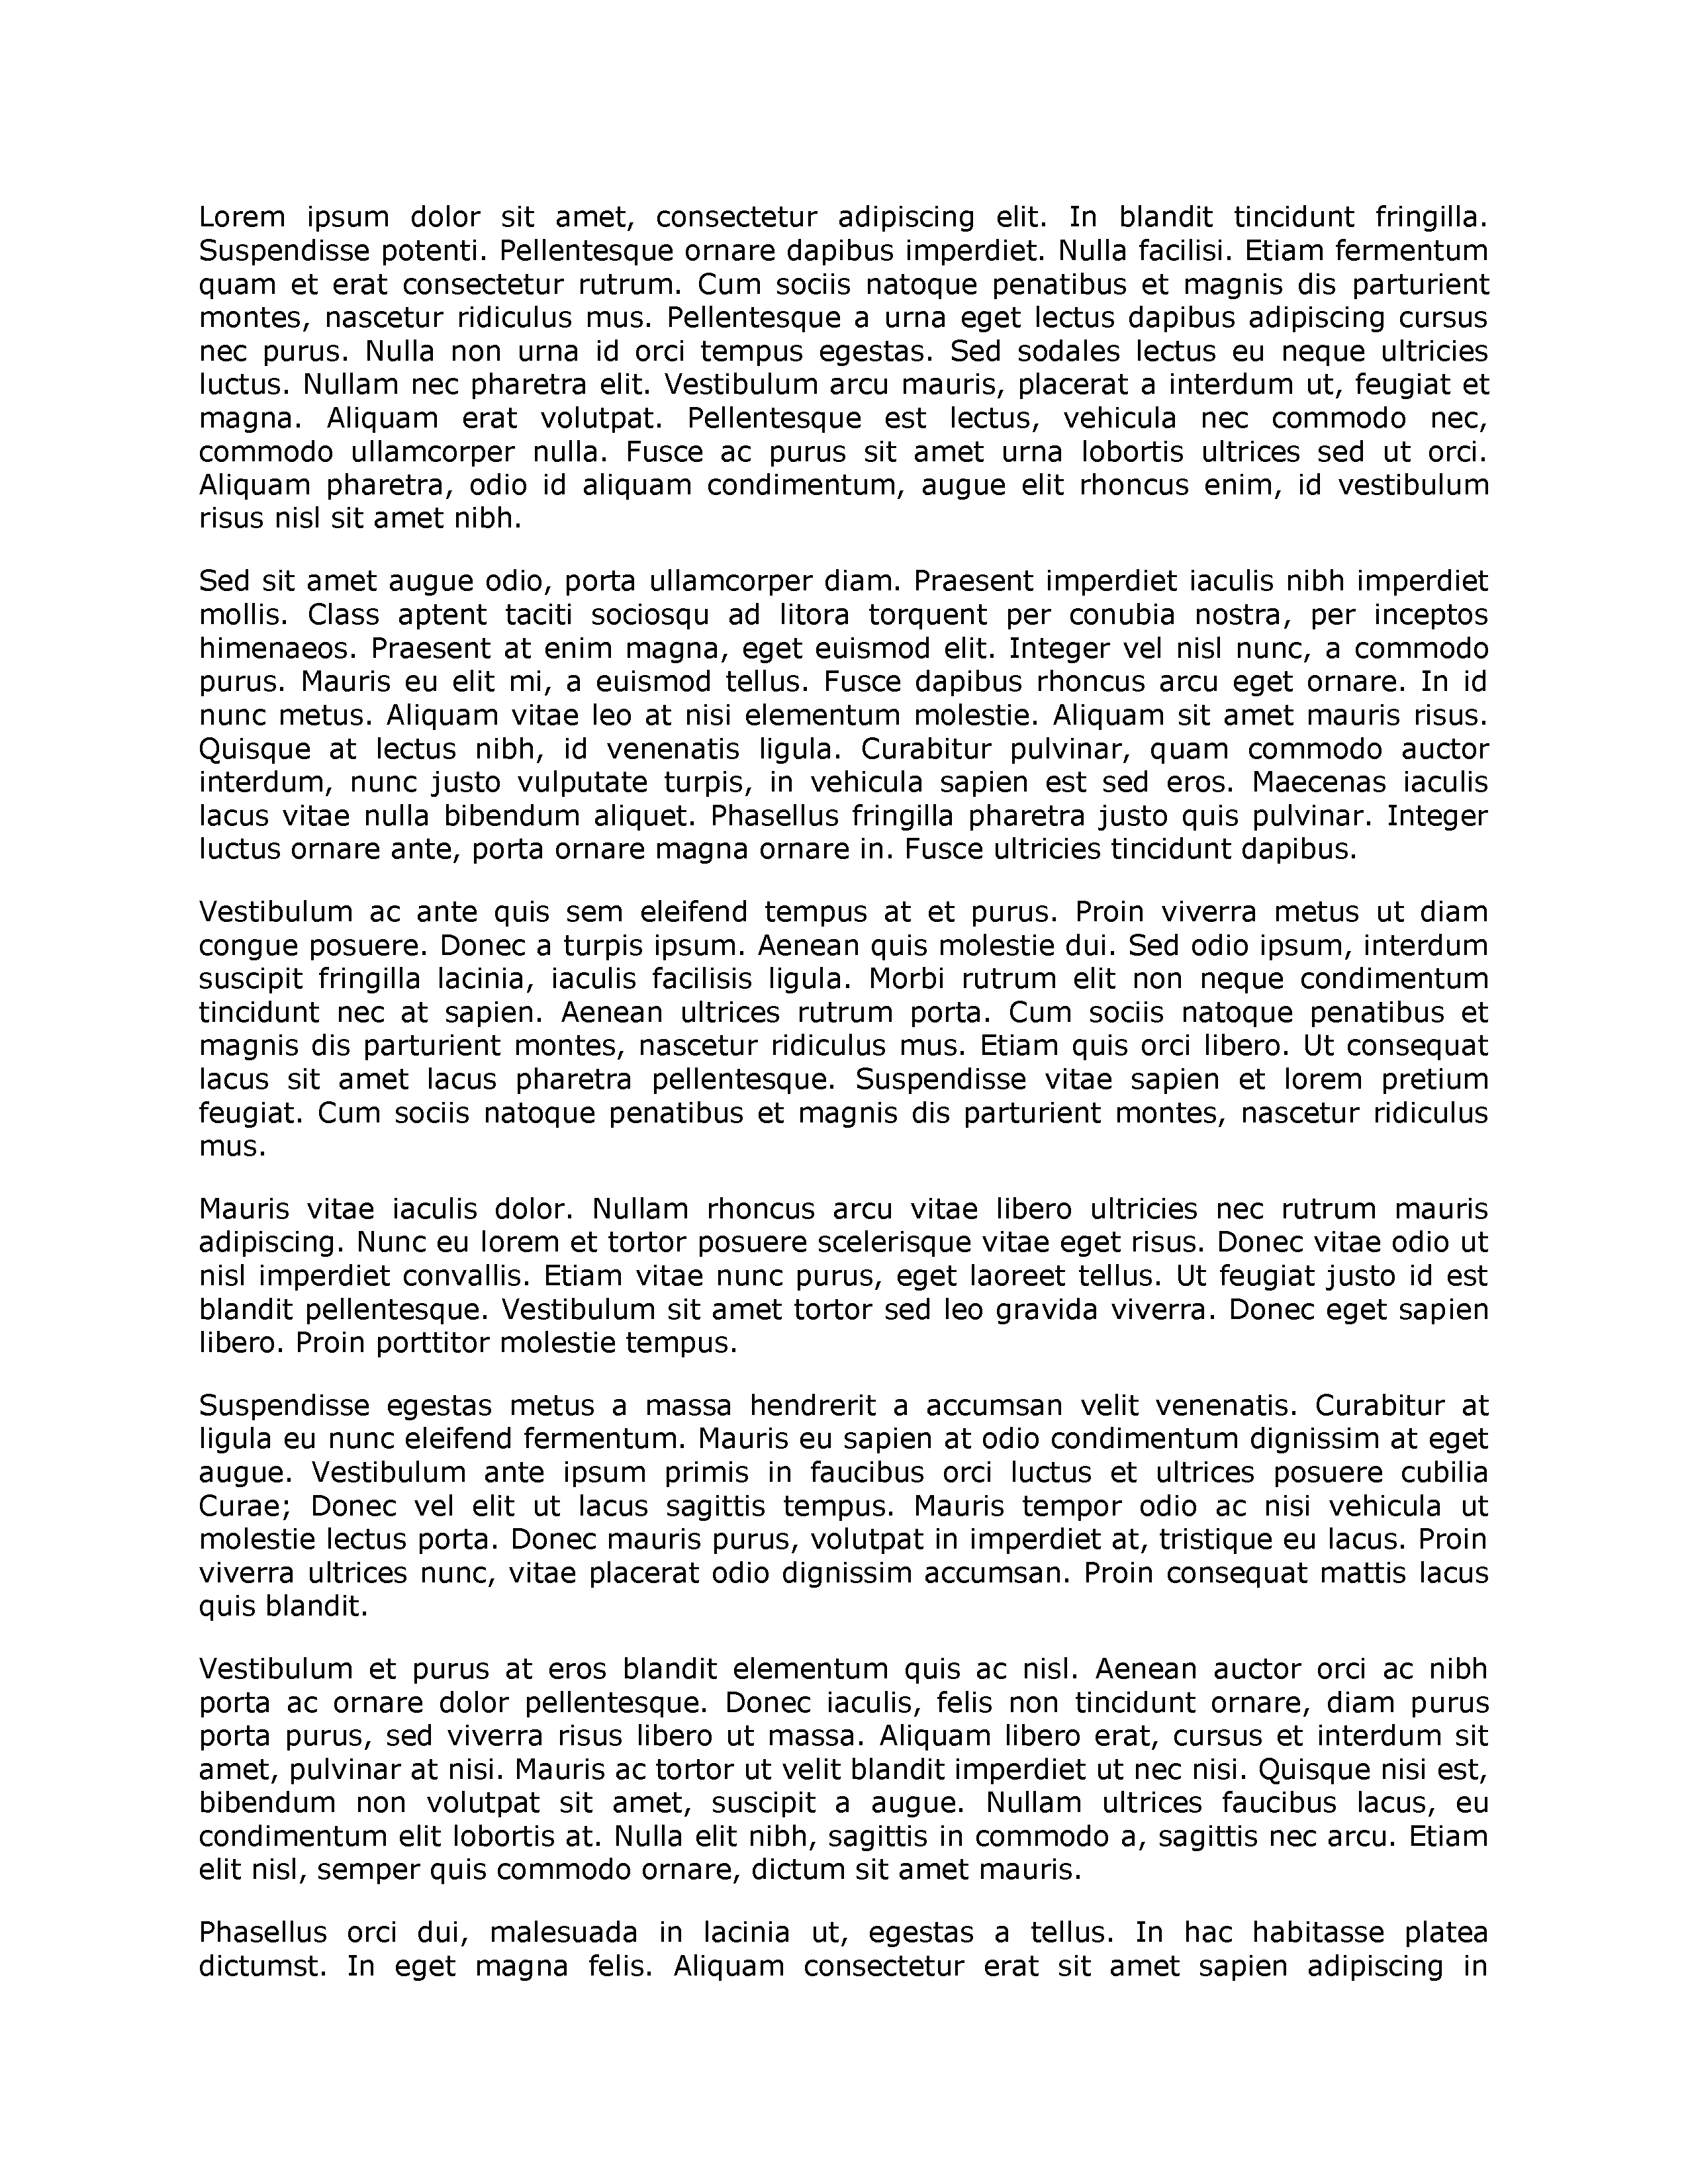 Lorem ipsum dolor sit amet, consectetur adipiscing elit. In blandit tincidunt fringilla.
Suspendisse potenti. Pellentesque ornare dapibus imperdiet. Nulla facilisi. Etiam fermentum
quam et erat consectetur rutrum. Cum sociis natoque penatibus et magnis dis parturient
montes, nascetur ridiculus mus. Pellentesque a urna eget lectus dapibus adipiscing cursus
nec purus. Nulla non urna id orci tempus egestas. Sed sodales lectus eu neque ultricies
luctus. Nullam nec pharetra elit. Vestibulum arcu mauris, placerat a interdum ut, feugiat et
magna. Aliquam erat volutpat. Pellentesque est lectus, vehicula nec commodo nec,
commodo ullamcorper nulla. Fusce ac purus sit amet urna lobortis ultrices sed ut orci.
Aliquam pharetra, odio id aliquam condimentum, augue elit rhoncus enim, id vestibulum
risus nisl sit amet nibh.
Sed sit amet augue odio, porta ullamcorper diam. Praesent imperdiet iaculis nibh imperdiet
mollis. Class aptent taciti sociosqu ad litora torquent per conubia nostra, per inceptos
himenaeos. Praesent at enim magna, eget euismod elit. Integer vel nisl nunc, a commodo
purus. Mauris eu elit mi, a euismod tellus. Fusce dapibus rhoncus arcu eget ornare. In id
nunc metus. Aliquam vitae leo at nisi elementum molestie. Aliquam sit amet mauris risus.
Quisque at lectus nibh, id venenatis ligula. Curabitur pulvinar, quam commodo auctor
interdum, nunc justo vulputate turpis, in vehicula sapien est sed eros. Maecenas iaculis
lacus vitae nulla bibendum aliquet. Phasellus fringilla pharetra justo quis pulvinar. Integer
luctus ornare ante, porta ornare magna ornare in. Fusce ultricies tincidunt dapibus.
Vestibulum ac ante quis sem eleifend tempus at et purus. Proin viverra metus ut diam
congue posuere. Donec a turpis ipsum. Aenean quis molestie dui. Sed odio ipsum, interdum
suscipit fringilla lacinia, iaculis facilisis ligula. Morbi rutrum elit non neque condimentum
tincidunt nec at sapien. Aenean ultrices rutrum porta. Cum sociis natoque penatibus et
magnis dis parturient montes, nascetur ridiculus mus. Etiam quis orci libero. Ut consequat
lacus sit amet lacus pharetra pellentesque. Suspendisse vitae sapien et lorem pretium
feugiat. Cum sociis natoque penatibus et magnis dis parturient montes, nascetur ridiculus
mus.
Mauris vitae iaculis dolor. Nullam rhoncus arcu vitae libero ultricies nec rutrum mauris
adipiscing. Nunc eu lorem et tortor posuere scelerisque vitae eget risus. Donec vitae odio ut
nisl imperdiet convallis. Etiam vitae nunc purus, eget laoreet tellus. Ut feugiat justo id est
blandit pellentesque. Vestibulum sit amet tortor sed leo gravida viverra. Donec eget sapien
libero. Proin porttitor molestie tempus.
Suspendisse egestas metus a massa hendrerit a accumsan velit venenatis. Curabitur at
ligula eu nunc eleifend fermentum. Mauris eu sapien at odio condimentum dignissim at eget
augue. Vestibulum ante ipsum primis in faucibus orci luctus et ultrices posuere cubilia
Curae; Donec vel elit ut lacus sagittis tempus. Mauris tempor odio ac nisi vehicula ut
molestie lectus porta. Donec mauris purus, volutpat in imperdiet at, tristique eu lacus. Proin
viverra ultrices nunc, vitae placerat odio dignissim accumsan. Proin consequat mattis lacus
quis blandit.
Vestibulum et purus at eros blandit elementum quis ac nisl. Aenean auctor orci ac nibh
porta ac ornare dolor pellentesque. Donec iaculis, felis non tincidunt ornare, diam purus
porta purus, sed viverra risus libero ut massa. Aliquam libero erat, cursus et interdum sit
amet, pulvinar at nisi. Mauris ac tortor ut velit blandit imperdiet ut nec nisi. Quisque nisi est,
bibendum non volutpat sit amet, suscipit a augue. Nullam ultrices faucibus lacus, eu
condimentum elit lobortis at. Nulla elit nibh, sagittis in commodo a, sagittis nec arcu. Etiam
elit nisl, semper quis commodo ornare, dictum sit amet mauris.
Phasellus orci dui, malesuada in lacinia ut, egestas a tellus. In hac habitasse platea
dictumst. In eget magna felis. Aliquam consectetur erat sit amet sapien adipiscing in